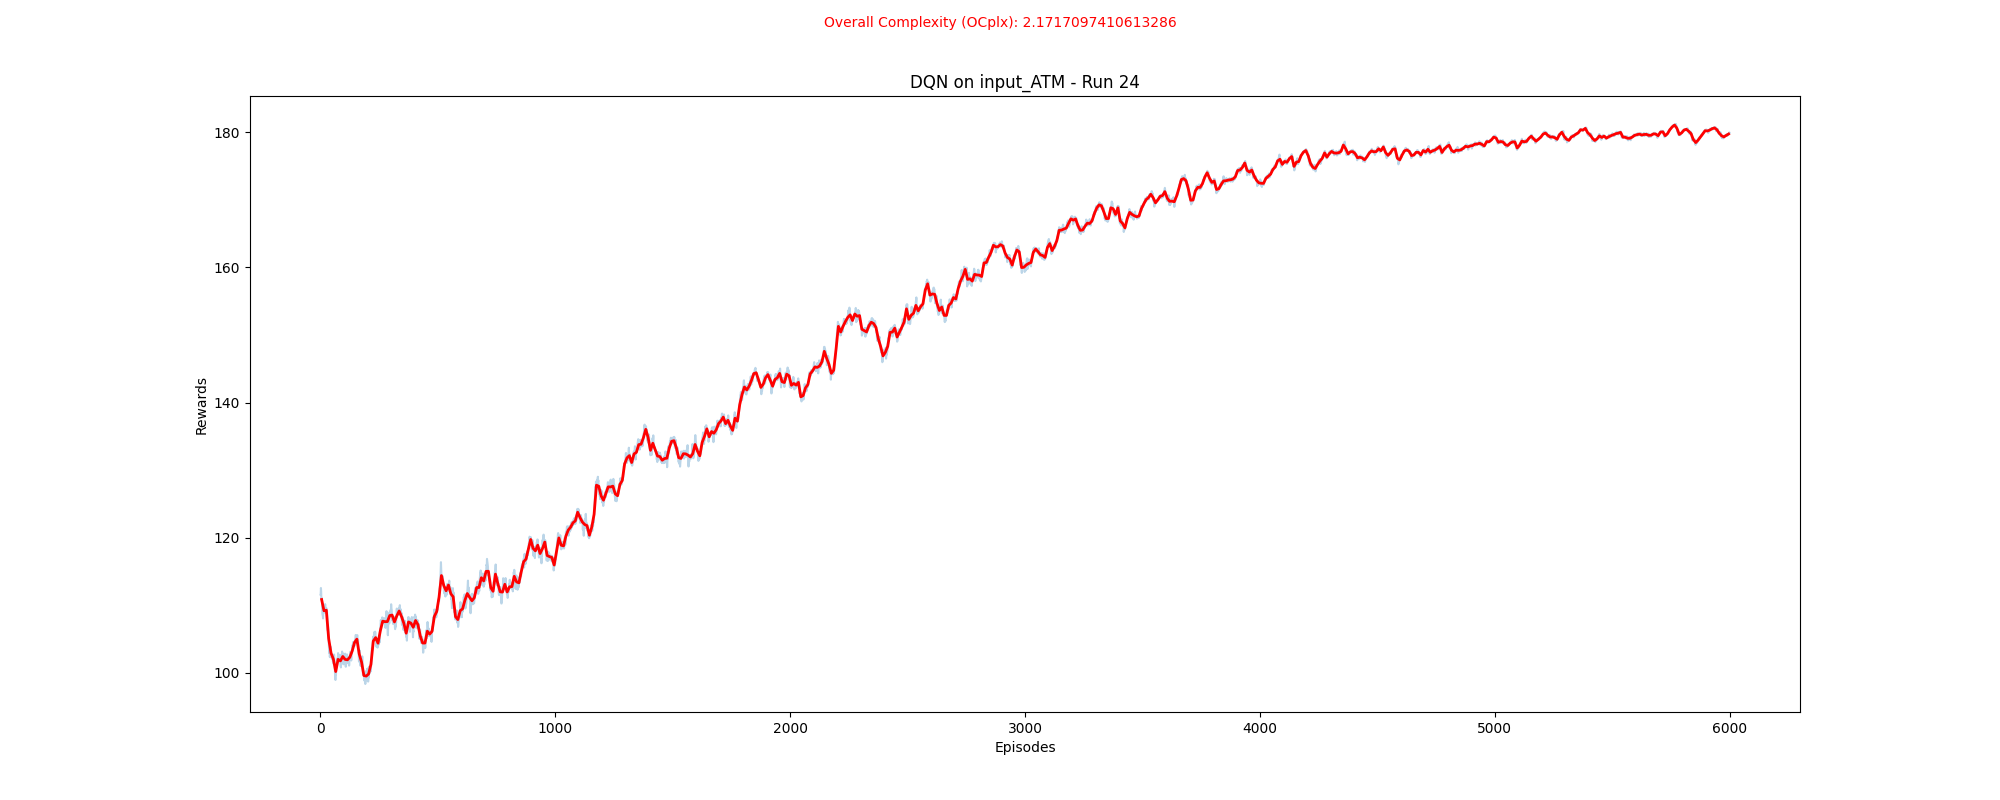 Overall Complexity (OCplx): 2.1717097410613286
DQN on input_ATM - Run 24
180
160
140
120
100
Rewards
0 1000 2000 3000 4000 5000 6000
Episodes